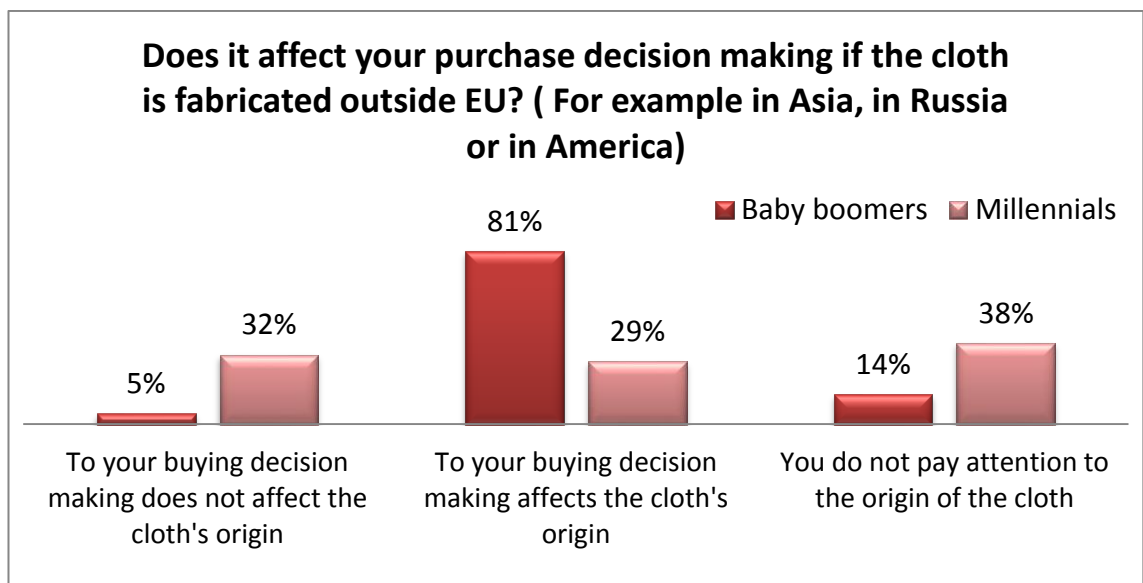 Does it affect your purchase decision making if the cloth
is fabricated outside EU? ( For example in Asia, in Russia
or in America)
Baby boomers Millennials
81%
32%
29%
38%
5%
14%
To your buying decision
making does not affect the
cloth's origin
To your buying decision
making affects the cloth's
origin
You do not pay attention to
the origin of the cloth